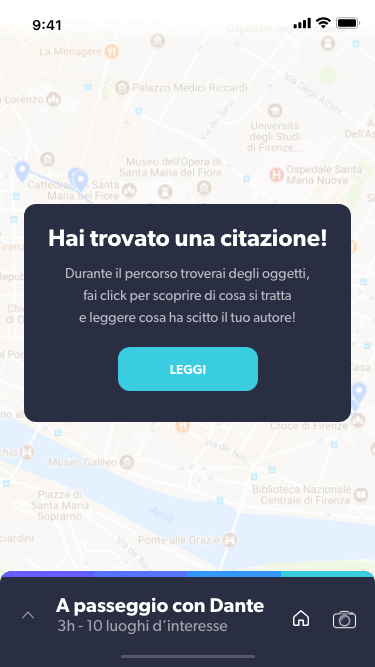 9:41
La Ménagère
Palazzo Medici Riccardi
Via degli Alfani
Lorenzo
Via dei Servi
Università
degli Studi
di Firenze,...
Museo dell'Opera di
Santa Maria del Fiore
Ospedale Santa
Maria Nuova
Cattedrale di Santa
Maria del Fiore
Hai trovato una citazione!
Durante il percorso troverai degli oggetti,
fai click per scoprire di cosa si tratta
e leggere cosa ha scitto il tuo autore!
LEGGI
Croce di Firenze
Museo Galileo
Via dei Neri
Piazza di
Santa Maria
Soprarno
Biblioteca Nazionale
Centrale di Firenze
Arno
Ponte alle Grazie
ciardini
A passeggio con Dante
3h - 10 luoghi d'interesse